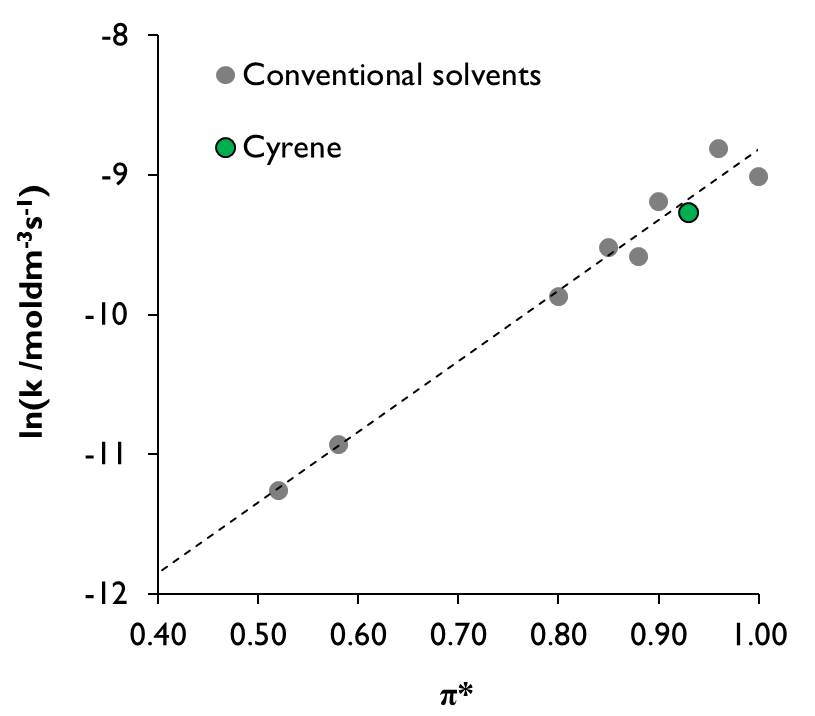 -8
Conventional solvents
Cyrene
-9
-10
-11
-12
ln(k /moldm⁻³s⁻¹)
0.40 0.50 0.60 0.70 0.80 0.90 1.00
π*